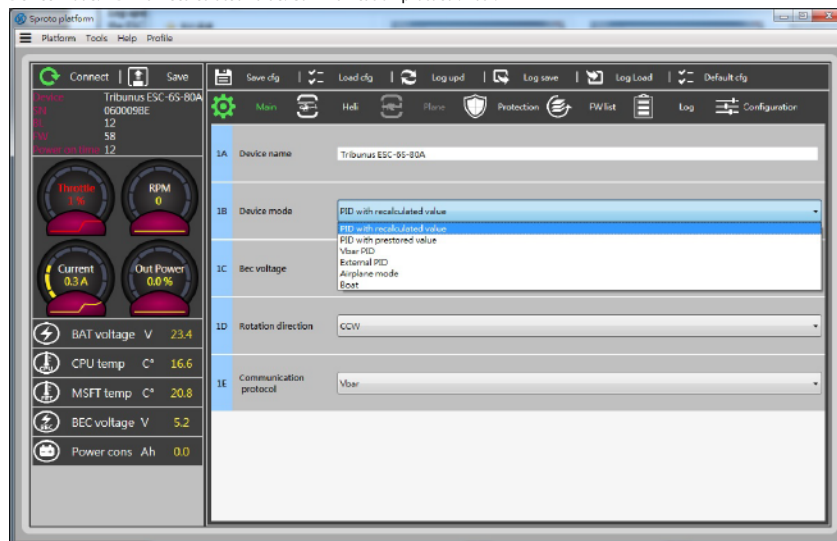 Sproto platform
Platform Tools Help Profile
Connect Save
Save cfg Load cfg Log upd Log save Log Load Default cfg
Device Tribunus ESC-6S-80A
SN 060009BE
12
58
Power on time 12
Main Heli Plane Protection FW list Log Configuration
Throttle
1 %
RPM
0
Current
0.3 A
Out Power
0.0 %
BAT voltage V 23.4
CPU temp C° 16.6
MSFT temp C° 20.8
BEC voltage V 5.2
Power cons Ah 0.0
1A Device name Tribunus ESC-6S-80A
1B Device mode PID with recalculated value
PID with recalculated value
PID with prestored value
Vbar PID
External PID
Airplane mode
Boat
1C Bec voltage
1D Rotation direction CCW
1E Communication protocol Vbar